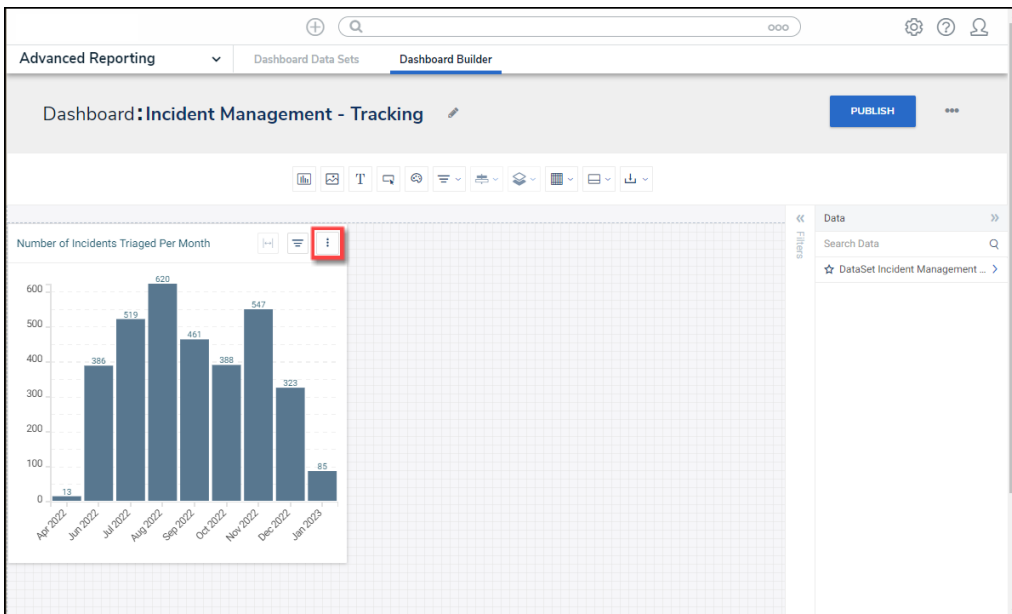 Advanced Reporting
Dashboard Data Sets
Dashboard Builder
Dashboard:Incident Management - Tracking
PUBLISH
T
Data
Filters
Search Data
DataSet Incident Management ...
Number of Incidents Triaged Per Month
600
500
400
300
200
100
0
13
386
519
620
461
388
547
323
85
Apr 2022
Jun 2022
Jul 2022
Aug 2022
Sep 2022
Oct 2022
Nov 2022
Dec 2022
Jan 2023